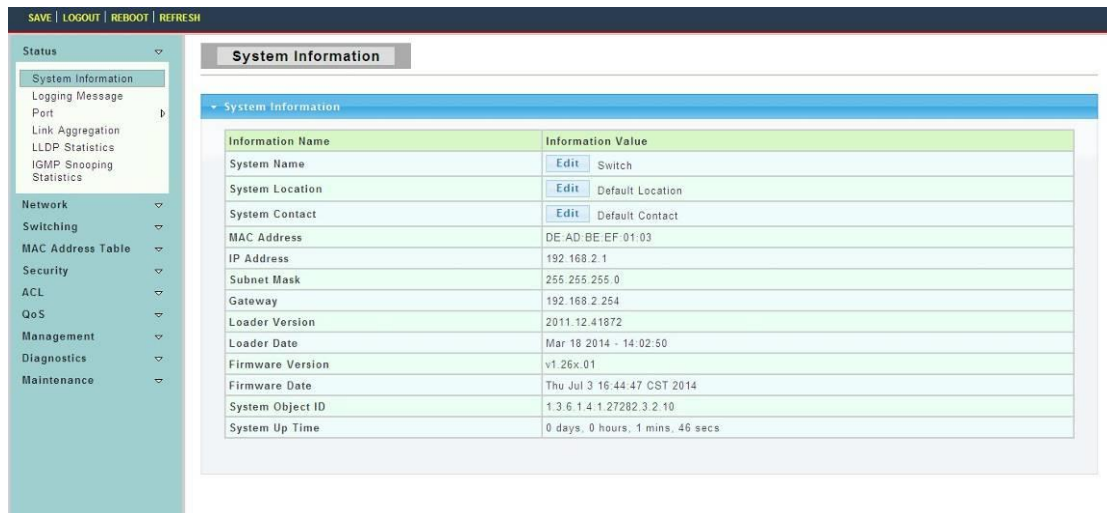 SAVE | LOGOUT | REBOOT | REFRESH
Status
System Information
Logging Message
Port
Link Aggregation
LLDP Statistics
IGMP Snooping
Statistics
Network
Switching
MAC Address Table
Security
ACL
QoS
Management
Diagnostics
Maintenance
System Information
System Information
Information Name Information Value
System Name Edit Switch
System Location Edit Default Location
System Contact Edit Default Contact
MAC Address DE:AD:BE:EF:01:03
IP Address 192.168.2.1
Subnet Mask 255.255.255.0
Gateway 192.168.2.254
Loader Version 2011.12.41872
Loader Date Mar 18 2014 - 14:02:50
Firmware Version v1.26x.01
Firmware Date Thu Jul 3 16:44:47 CST 2014
System Object ID 1.3.6.1.4.1.27282.3.2.10
System Up Time 0 days, 0 hours, 1 mins, 46 secs